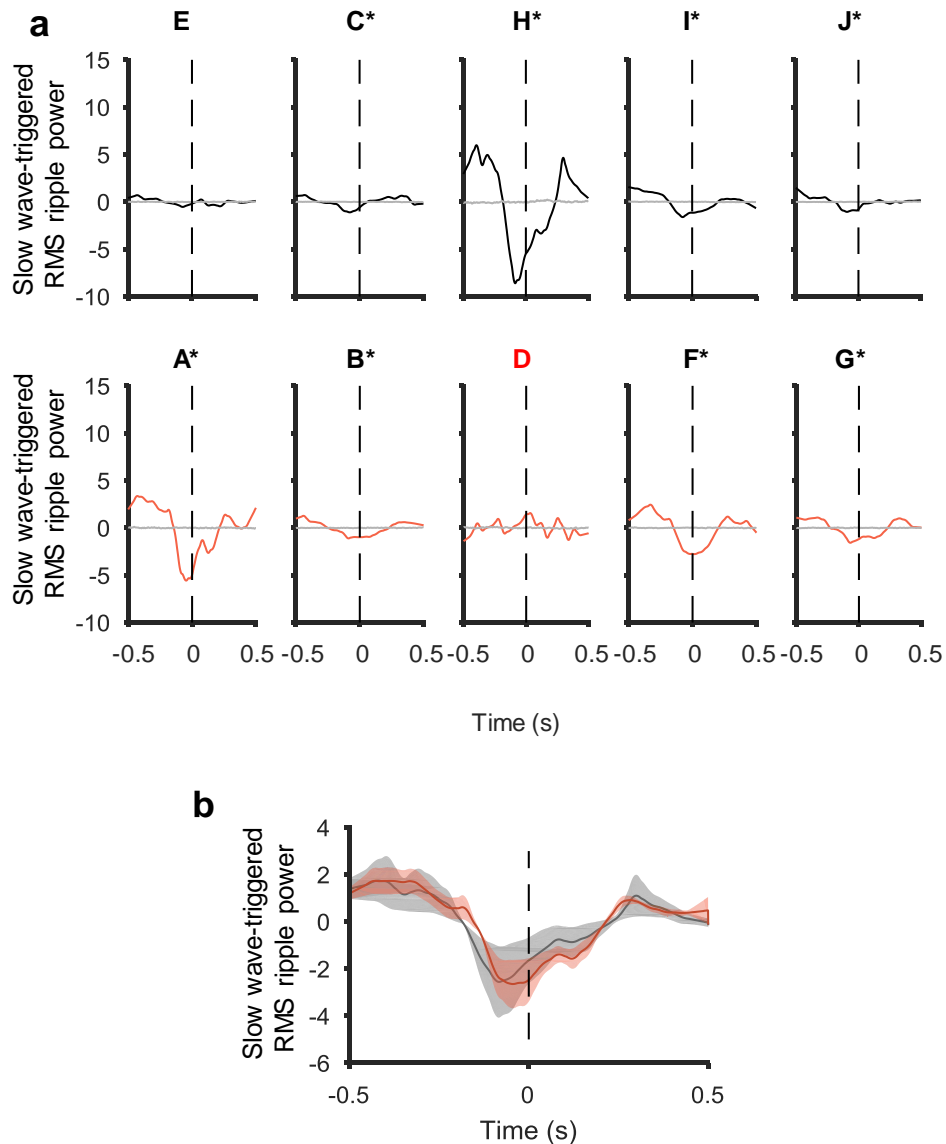 a
E C* H* I* J*
Slow wave-triggered
RMS ripple power
15
10
5
0
-5
-10
A* B* D F* G*
Slow wave-triggered
RMS ripple power
15
10
5
0
-5
-10
-0.5 0 0.5 -0.5 0 0.5 -0.5 0 0.5 -0.5 0 0.5 -0.5 0 0.5
Time (s)
b
Slow wave-triggered
RMS ripple power
4
2
0
-2
-4
-6
-0.5 0 0.5
Time (s)